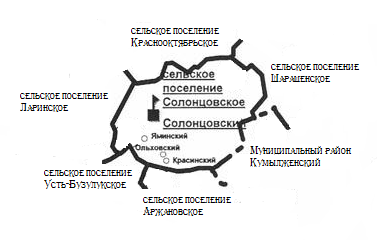 СЕЛЬСКОЕ ПОСЕЛЕНИЕ
КРАСНООКТЯБРЬСКОЕ
СЕЛЬСКОЕ ПОСЕЛЕНИЕ
ШАРАШЕНСКОЕ
сельское
поселение
Солонцовское
Солонцовский
СЕЛЬСКОЕ ПОСЕЛЕНИЕ
ЛАРИНСКОЕ
Яминский
Ольховский
Красинский
МУНИЦИПАЛЬНЫЙ РАЙОН
КУМЫЛЖЕНСКИЙ
СЕЛЬСКОЕ ПОСЕЛЕНИЕ
УСТЬ-БУЗУЛУКСКОЕ
СЕЛЬСКОЕ ПОСЕЛЕНИЕ
АРЖАНОВСКОЕ